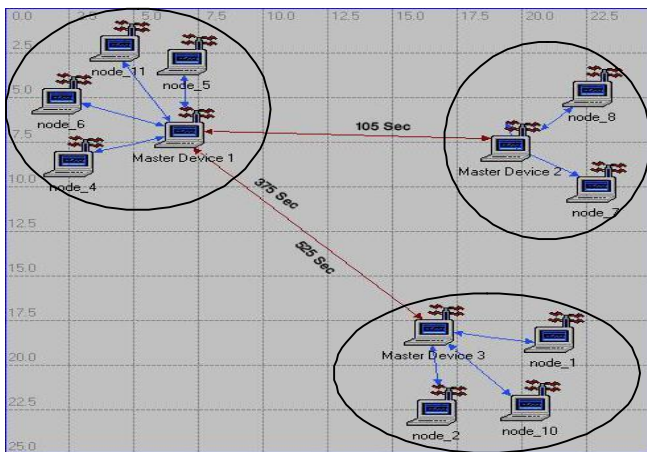 0.0 2.5 5.0 7.5 10.0 12.5 15.0 17.5 20.0 22.5
2.5
5.0
7.5
10.0
12.5
15.0
17.5
20.0
22.5
25.0
node_11
node_5
node_6
node_4
Master Device 1
105 Sec
node_8
Master Device 2
node_7
375 Sec
525 Sec
Master Device 3
node_1
node_2
node_10